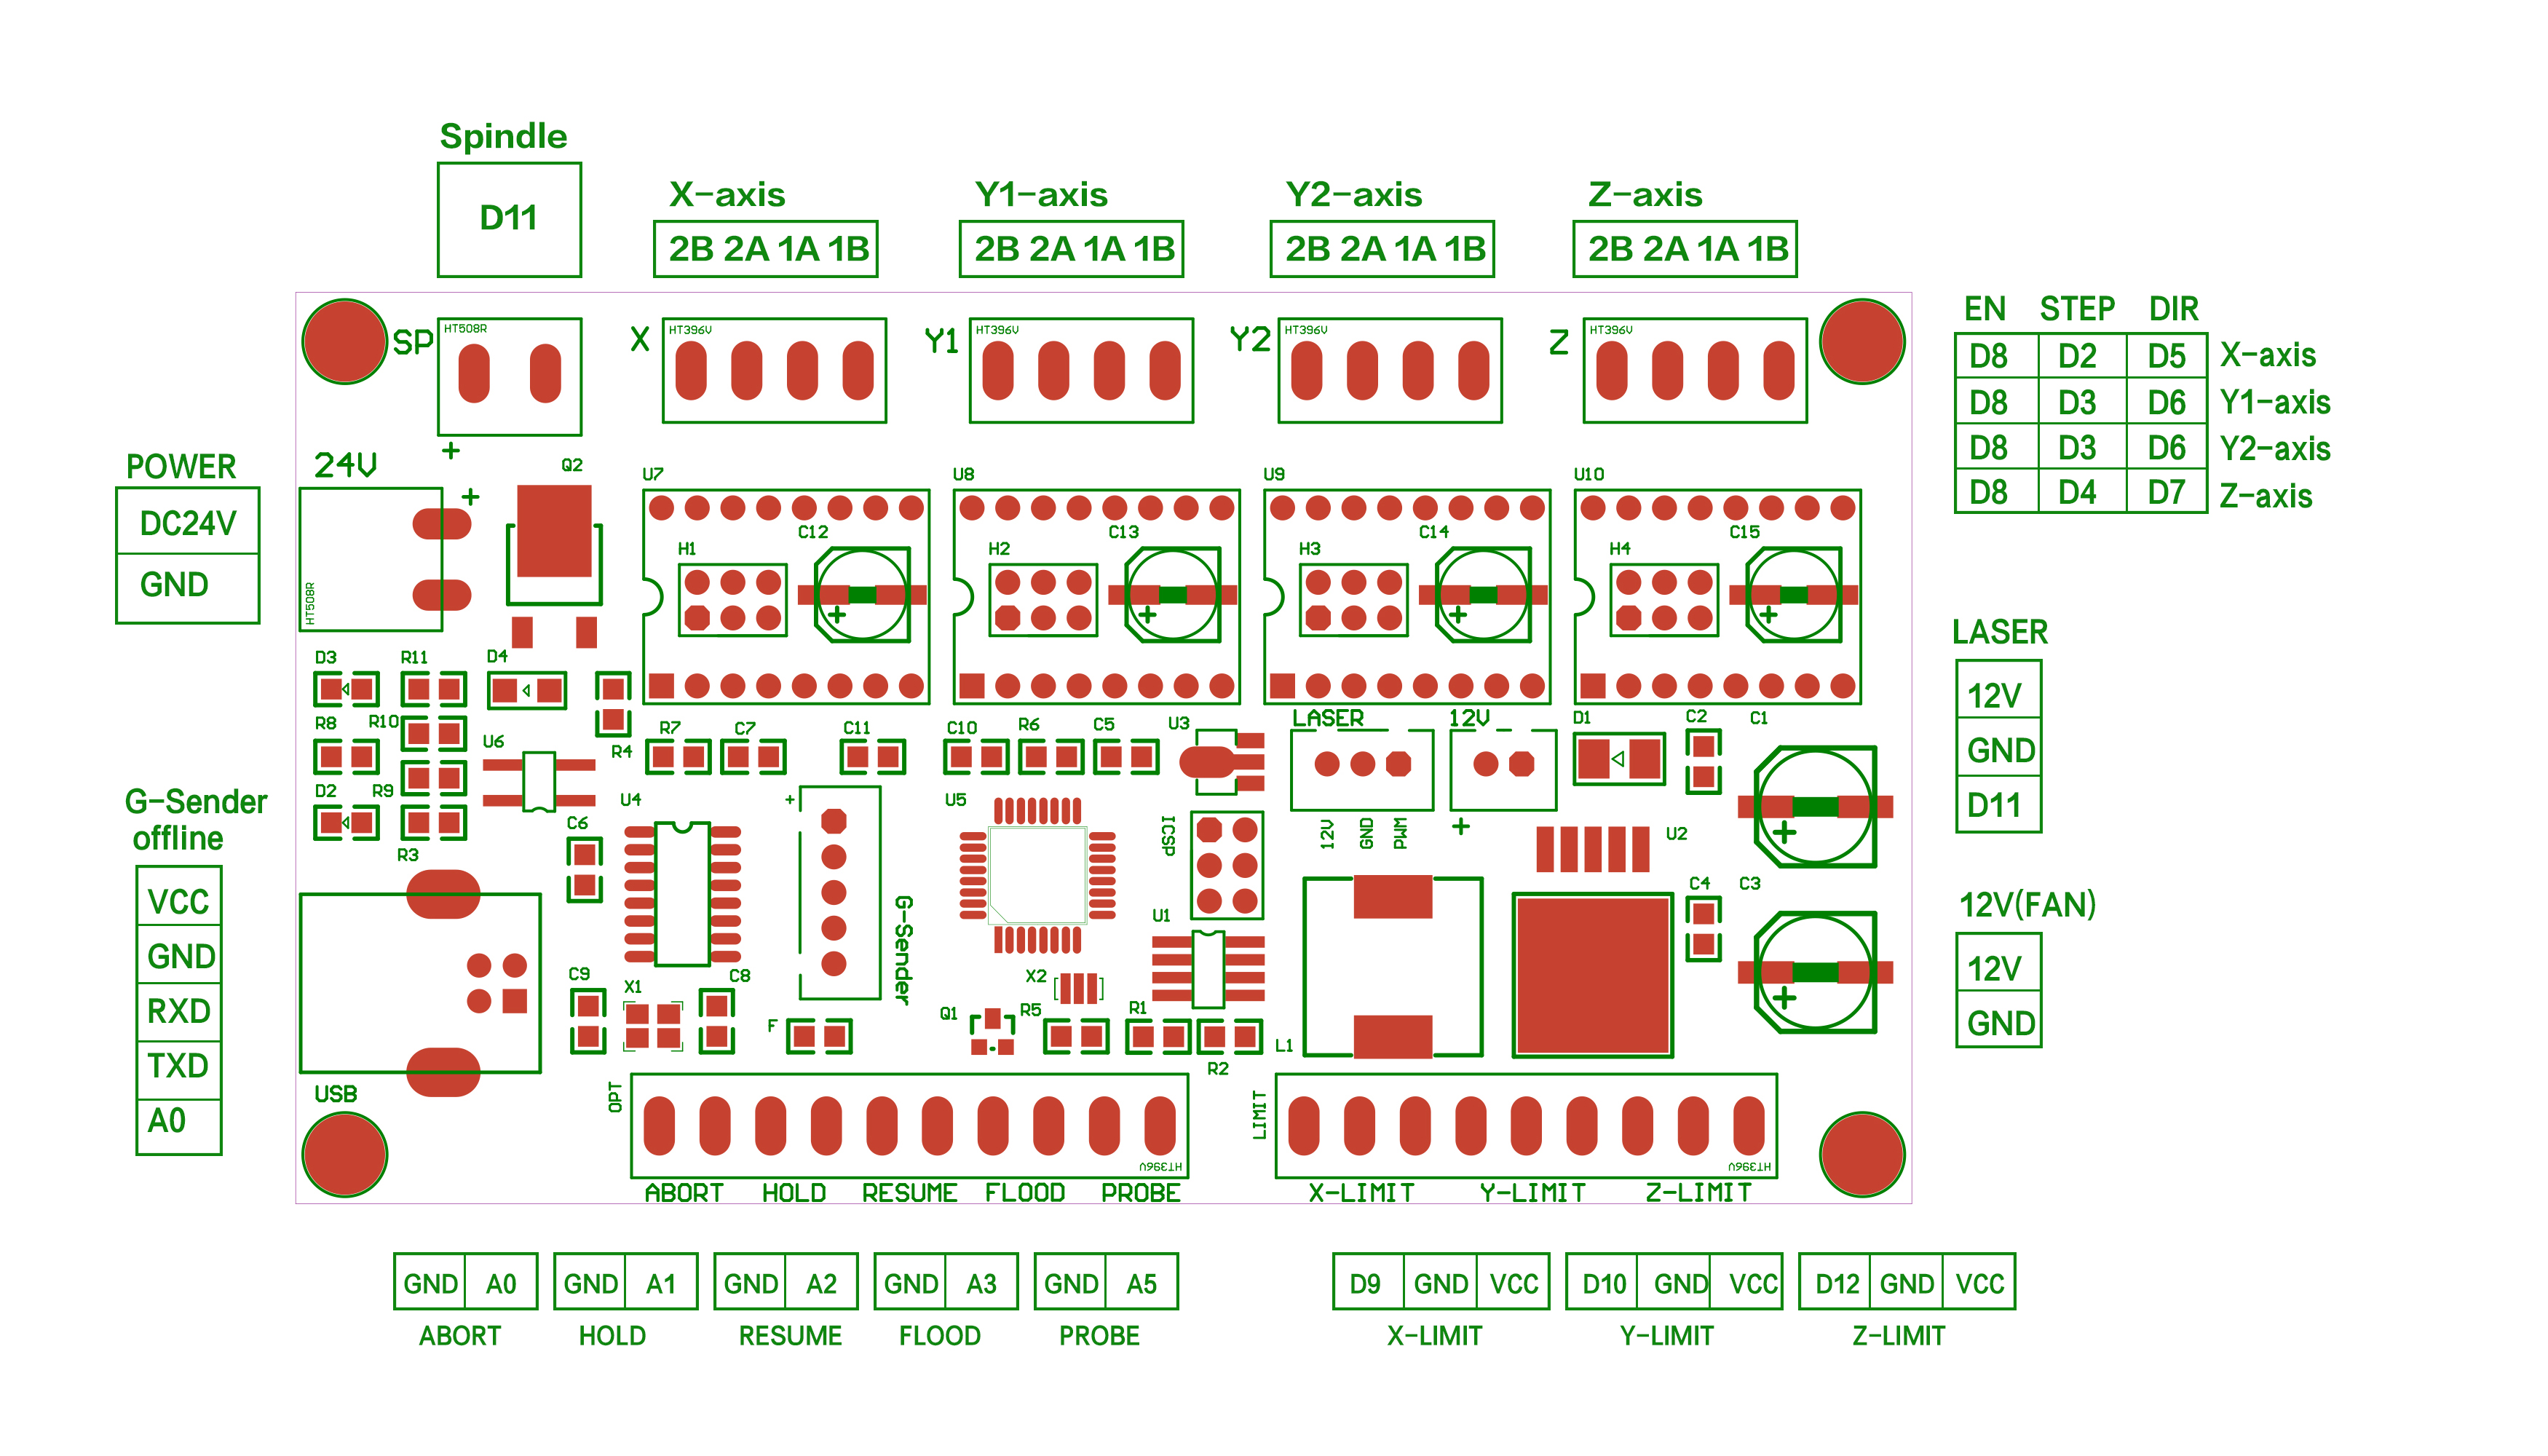 Spindle
D11
X-axis
2B 2A 1A 1B
Y1-axis
2B 2A 1A 1B
Y2-axis
2B 2A 1A 1B
Z-axis
2B 2A 1A 1B
EN STEP DIR
D8 D2 D5 X-axis
D8 D3 D6 Y1-axis
D8 D3 D6 Y2-axis
D8 D4 D7 Z-axis
SP HT508R +
X HT396V
Y1 HT396V
Y2 HT396V
Z HT396V
POWER
DC24V
GND
24V +
HT508R
Q2
U7 U8 U9 U10
C12 C13 C14 C15
H1 H2 H3 H4
+ + + +
D3 R11 D4
R8 R10 R4
R7 C7 C11 C10 R6 C5 U3
LASER 12V D1 C2 C1
U6
D2 R9
R3
C6
U4 + U5
ICSP
12V GND PWM
+
U2
+
LASER
12V
GND
D11
G-Sender
offline
VCC
GND
RXD
TXD
A0
G-Sender
U1
C4 C3
+
12V(FAN)
12V
GND
C9 X1 C8
X2
F Q1 R5 R1
R2
L1
USB
OPT
HT396V
LIMIT
HT396V
ABORT HOLD RESUME FLOOD PROBE
X-LIMIT Y-LIMIT Z-LIMIT
GND A0
GND A1
GND A2
GND A3
GND A5
D9 GND VCC
D10 GND VCC
D12 GND VCC
ABORT HOLD RESUME FLOOD PROBE
X-LIMIT Y-LIMIT Z-LIMIT